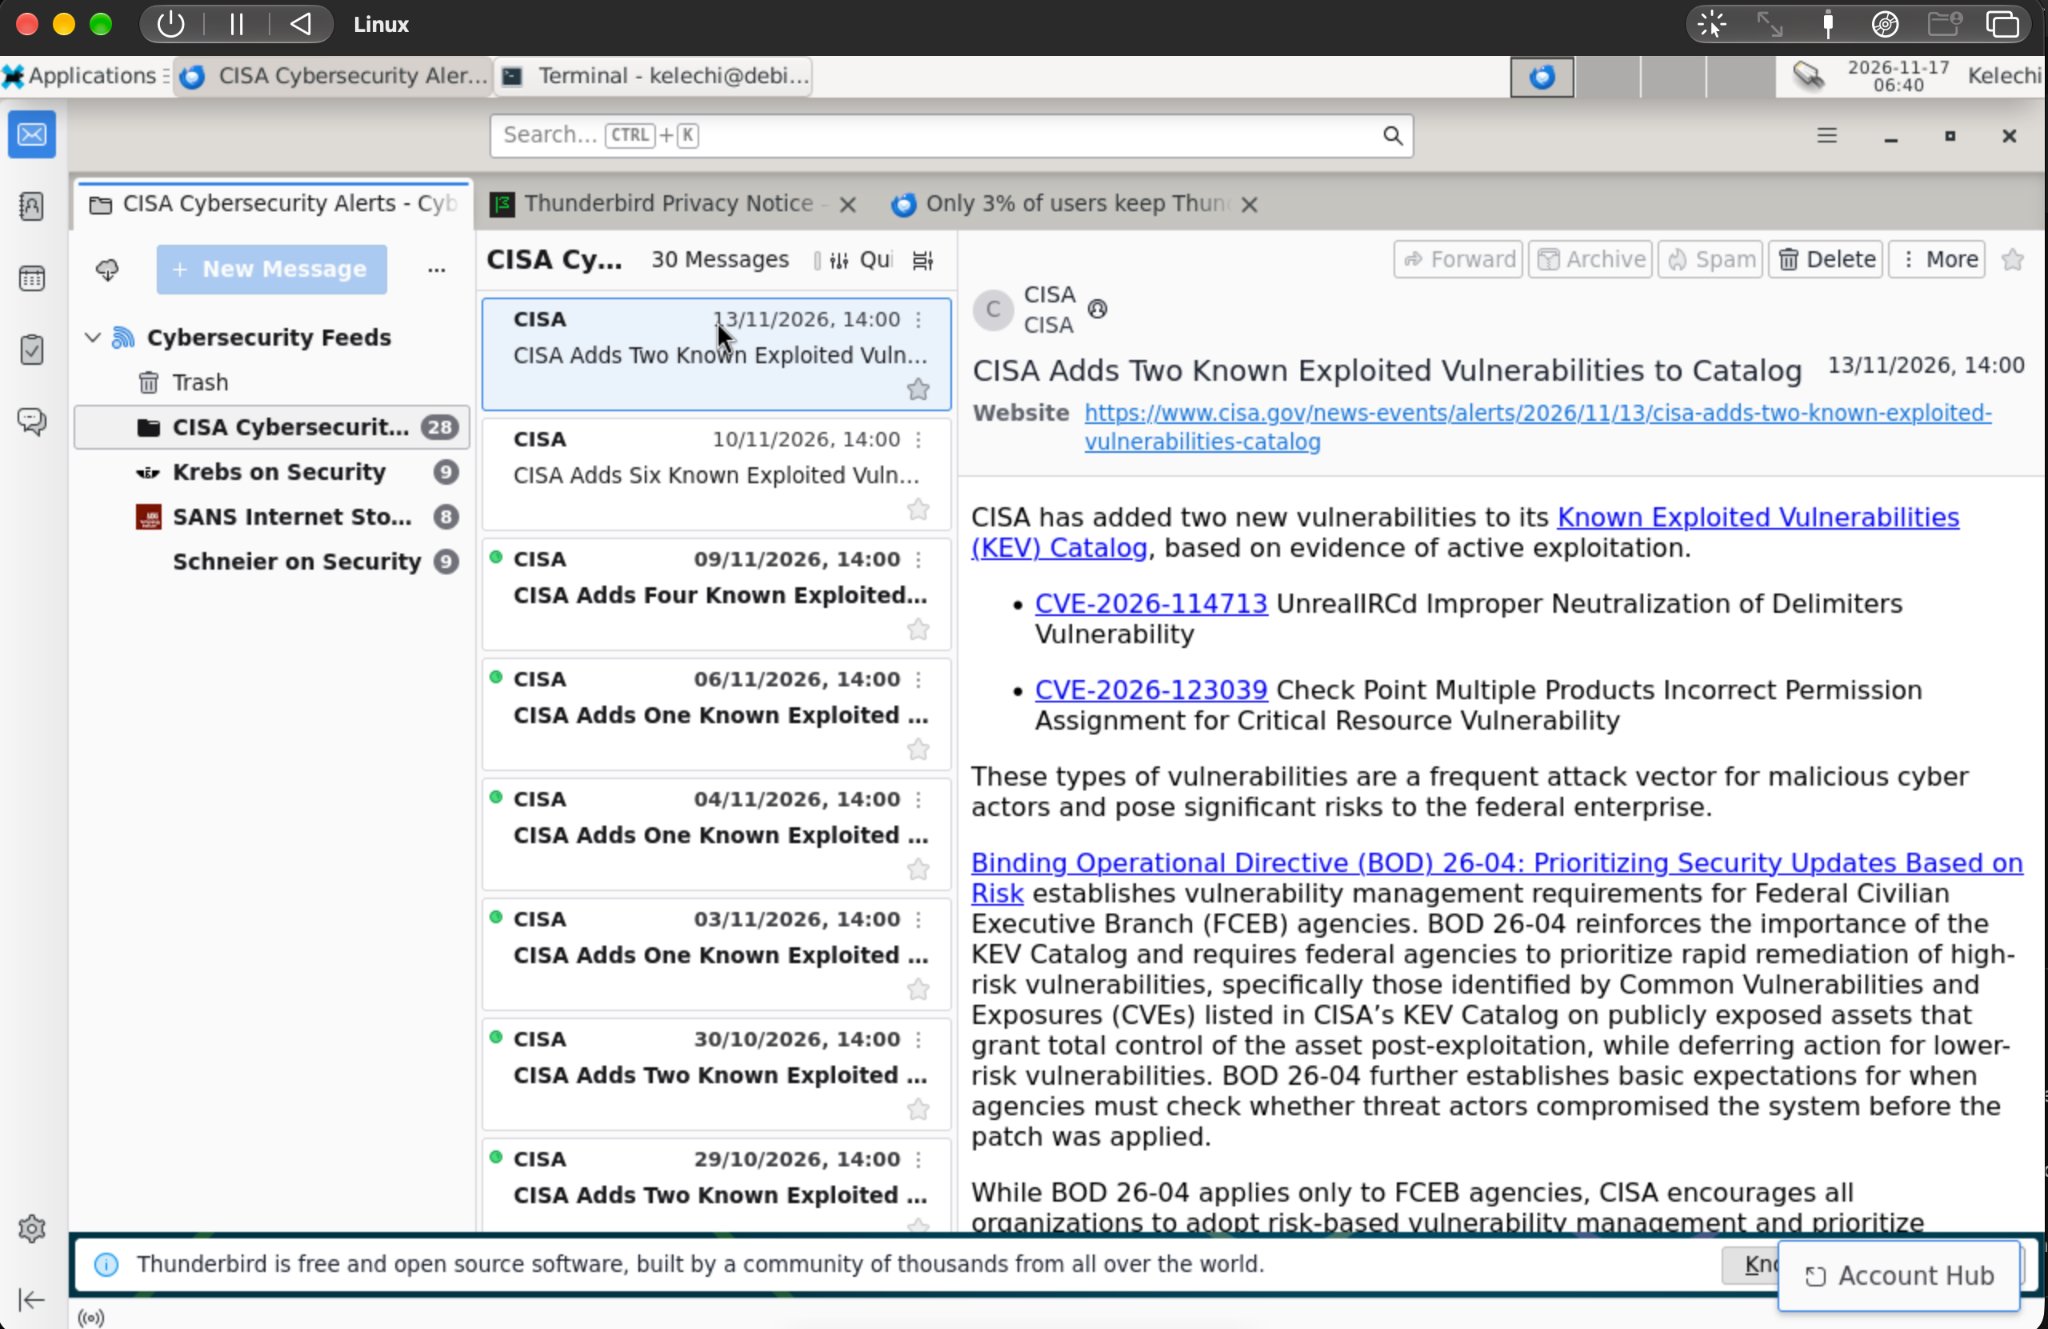 Linux
Applications
CISA Cybersecurity Aler...
Terminal - kelechi@debi...
2026-11-17
06:40
Kelechi
Search... CTRL + K
CISA Cybersecurity Alerts - Cyb
Thunderbird Privacy Notice -
Only 3% of users keep Thun
+ New Message
...
Cybersecurity Feeds
Trash
CISA Cybersecurit... 28
Krebs on Security 9
SANS Internet Sto... 8
Schneier on Security 9
CISA Cy... 30 Messages Qui
CISA 13/11/2026, 14:00
CISA Adds Two Known Exploited Vuln...
CISA 10/11/2026, 14:00
CISA Adds Six Known Exploited Vuln...
CISA 09/11/2026, 14:00
CISA Adds Four Known Exploited...
CISA 06/11/2026, 14:00
CISA Adds One Known Exploited ...
CISA 04/11/2026, 14:00
CISA Adds One Known Exploited ...
CISA 03/11/2026, 14:00
CISA Adds One Known Exploited ...
CISA 30/10/2026, 14:00
CISA Adds Two Known Exploited ...
CISA 29/10/2026, 14:00
CISA Adds Two Known Exploited ...
Forward Archive Spam Delete More
C
CISA
CISA
CISA Adds Two Known Exploited Vulnerabilities to Catalog 13/11/2026, 14:00
Website https://www.cisa.gov/news-events/alerts/2026/11/13/cisa-adds-two-known-exploited-
vulnerabilities-catalog
CISA has added two new vulnerabilities to its Known Exploited Vulnerabilities
(KEV) Catalog, based on evidence of active exploitation.
• CVE-2026-114713 UnrealIRCd Improper Neutralization of Delimiters
Vulnerability
• CVE-2026-123039 Check Point Multiple Products Incorrect Permission
Assignment for Critical Resource Vulnerability
These types of vulnerabilities are a frequent attack vector for malicious cyber
actors and pose significant risks to the federal enterprise.
Binding Operational Directive (BOD) 26-04: Prioritizing Security Updates Based on
Risk establishes vulnerability management requirements for Federal Civilian
Executive Branch (FCEB) agencies. BOD 26-04 reinforces the importance of the
KEV Catalog and requires federal agencies to prioritize rapid remediation of high-
risk vulnerabilities, specifically those identified by Common Vulnerabilities and
Exposures (CVEs) listed in CISA’s KEV Catalog on publicly exposed assets that
grant total control of the asset post-exploitation, while deferring action for lower-
risk vulnerabilities. BOD 26-04 further establishes basic expectations for when
agencies must check whether threat actors compromised the system before the
patch was applied.
While BOD 26-04 applies only to FCEB agencies, CISA encourages all
organizations to adopt risk-based vulnerability management and prioritize
Thunderbird is free and open source software, built by a community of thousands from all over the world.
Kno
Account Hub